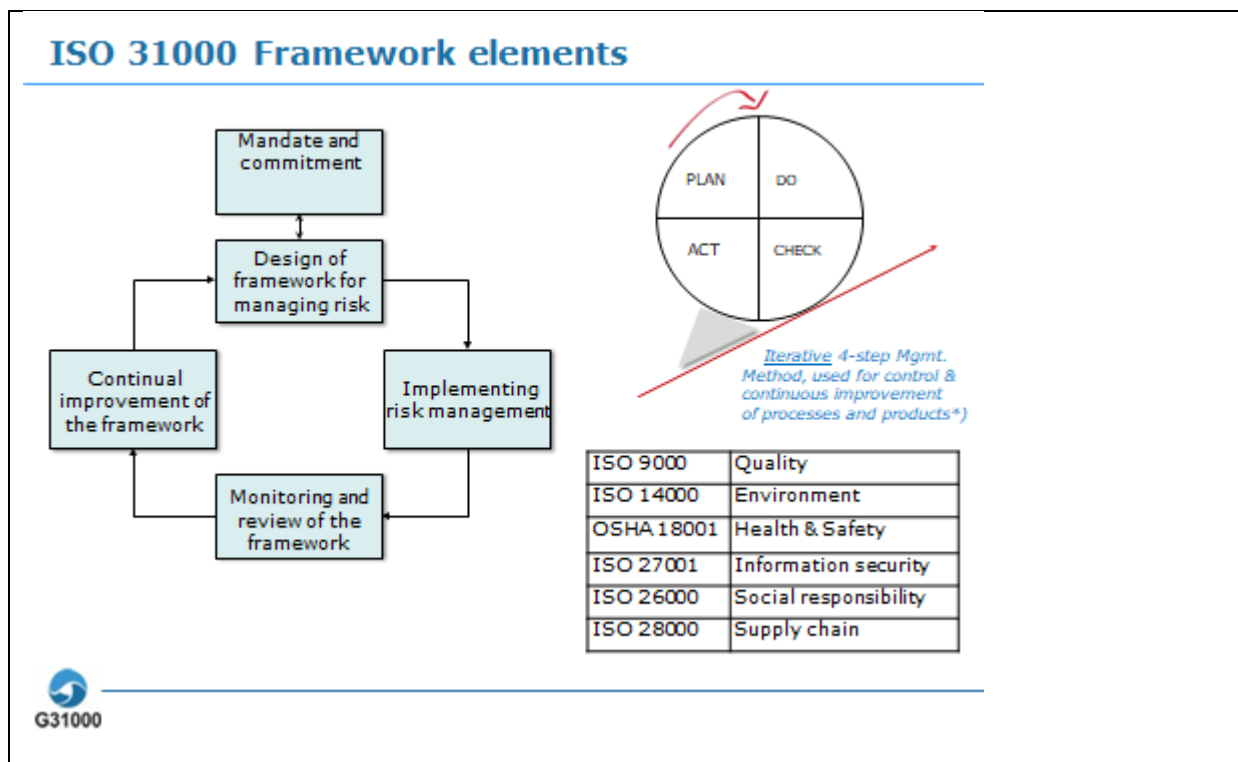 ISO 31000 Framework elements
Mandate and
commitment
Design of
framework for
managing risk
Continual
improvement of
the framework
Implementing
risk management
Monitoring and
review of the
framework
PLAN
DO
ACT
CHECK
Iterative 4-step Mgmt.
Method, used for control &
continuous improvement
of processes and products*)
ISO 9000 Quality
ISO 14000 Environment
OSHA 18001 Health & Safety
ISO 27001 Information security
ISO 26000 Social responsibility
ISO 28000 Supply chain
G31000